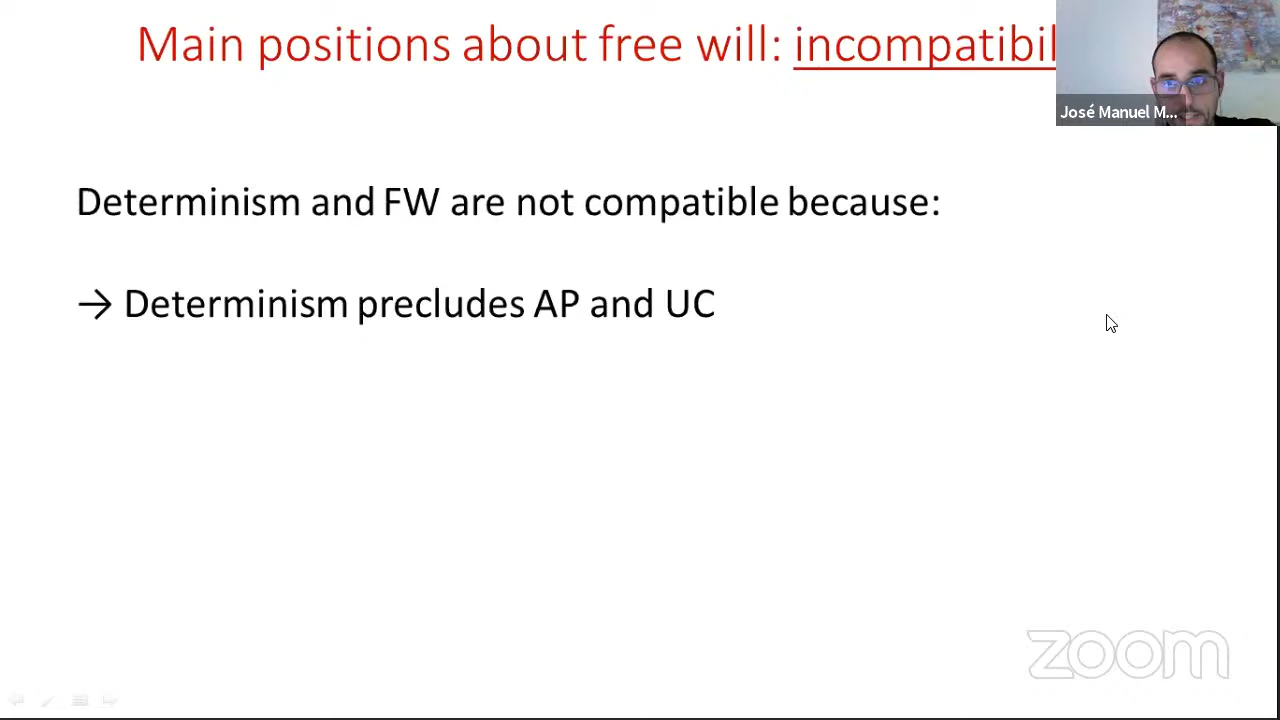 Main positions about free will: incompatibil
José Manuel M...
Determinism and FW are not compatible because:
→ Determinism precludes AP and UC
zoom